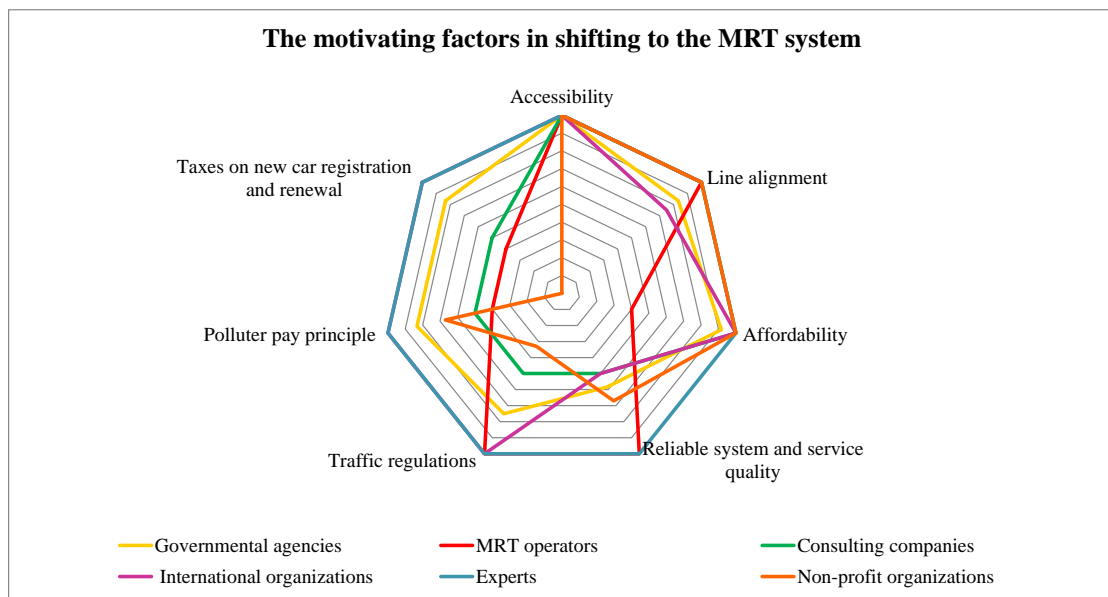 The motivating factors in shifting to the MRT system
Accessibility
Line alignment
Affordability
Reliable system and service
quality
Traffic regulations
Polluter pay principle
Taxes on new car registration
and renewal
Governmental agencies
MRT operators
Consulting companies
International organizations
Experts
Non-profit organizations